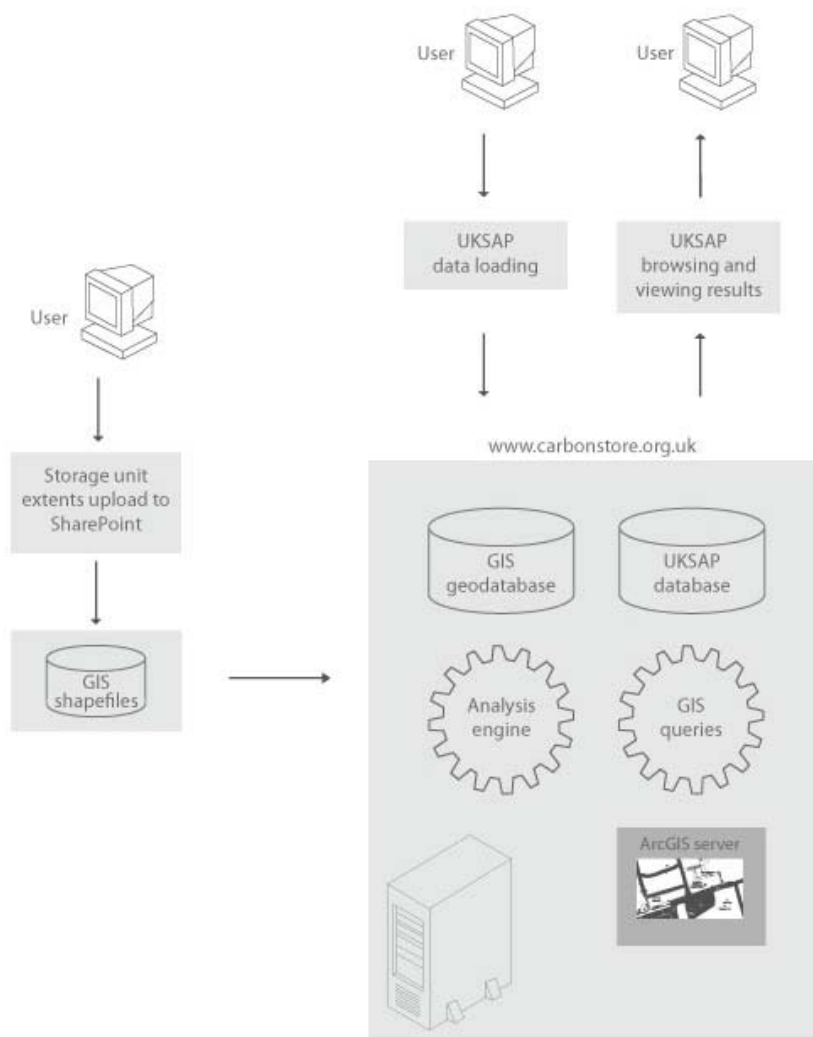 User
User
UKSAP
data loading
UKSAP
browsing and
viewing results
User
www.carbonstore.org.uk
Storage unit
extents upload to
SharePoint
GIS
geodatabase
UKSAP
database
GIS
shapefiles
Analysis
engine
GIS
queries
ArcGIS server